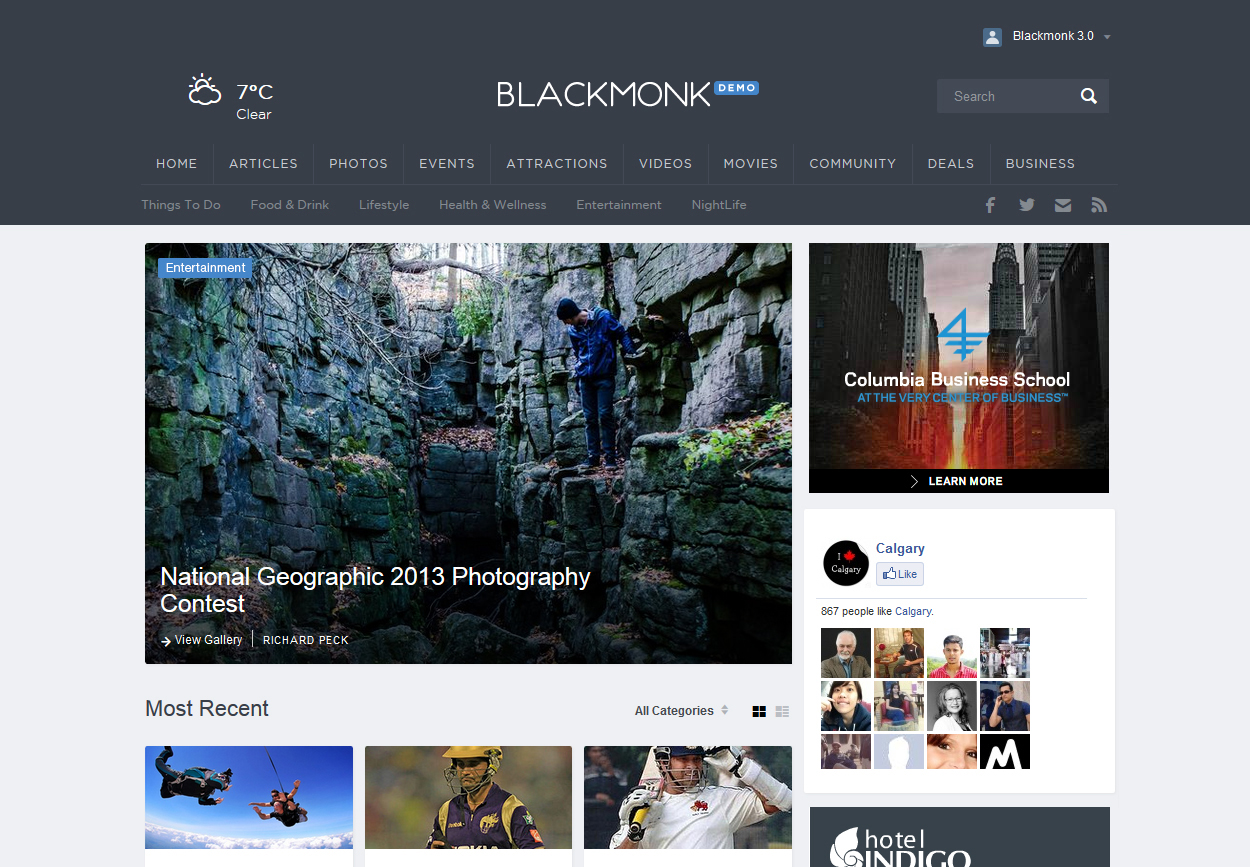 Blackmonk 3.0
7°C
Clear
BLACKMONK DEMO
Search
HOME ARTICLES PHOTOS EVENTS ATTRACTIONS VIDEOS MOVIES COMMUNITY DEALS BUSINESS
Things To Do Food & Drink Lifestyle Health & Wellness Entertainment NightLife
Entertainment
National Geographic 2013 Photography
Contest
View Gallery RICHARD PECK
Columbia Business School
AT THE VERY CENTER OF BUSINESS™
LEARN MORE
I
Calgary
Calgary
Like
867 people like Calgary.
Most Recent
All Categories
Reebok
NOKIA
hotel
INDIGO